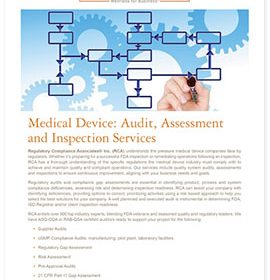 Methods for Business
Medical Device: Audit, Assessment
and Inspection Services
Regulatory Compliance Associates® Inc. (RCA) understands the pressure medical device companies face by
regulators. Whether it's preparing for a successful FDA inspection or remediating operations following an inspection,
RCA has a thorough understanding of the specific regulations the medical device industry must comply with to
achieve and maintain quality and compliant operations. Our services include quality system audits, assessments
and inspections to ensure continuous improvement, aligning with your business needs and goals.
Regulatory audits and compliance gap assessments are essential in identifying product, process and system
compliance deficiencies, assessing risk and determining inspection readiness. RCA can assist your company with
identifying deficiencies, providing options to correct, prioritizing activities using a risk based approach to help you
select the best solutions for your company. A well-planned and executed audit is instrumental in determining FDA,
ISO Registrar and/or client inspection readiness.
RCA enlists over 500 top industry experts, blending FDA veterans and seasoned quality and regulatory leaders. We
have ASQ-CQA or RAB-QSA certified auditors ready to support your project for the following:
• Supplier Audits
• cGMP Compliance Audits: manufacturing, pilot plant, laboratory facilities
• Regulatory Gap Assessment
• Risk Assessment
• Pre-Approval Audits
• 21 CFR Part 11 Gap Assessment